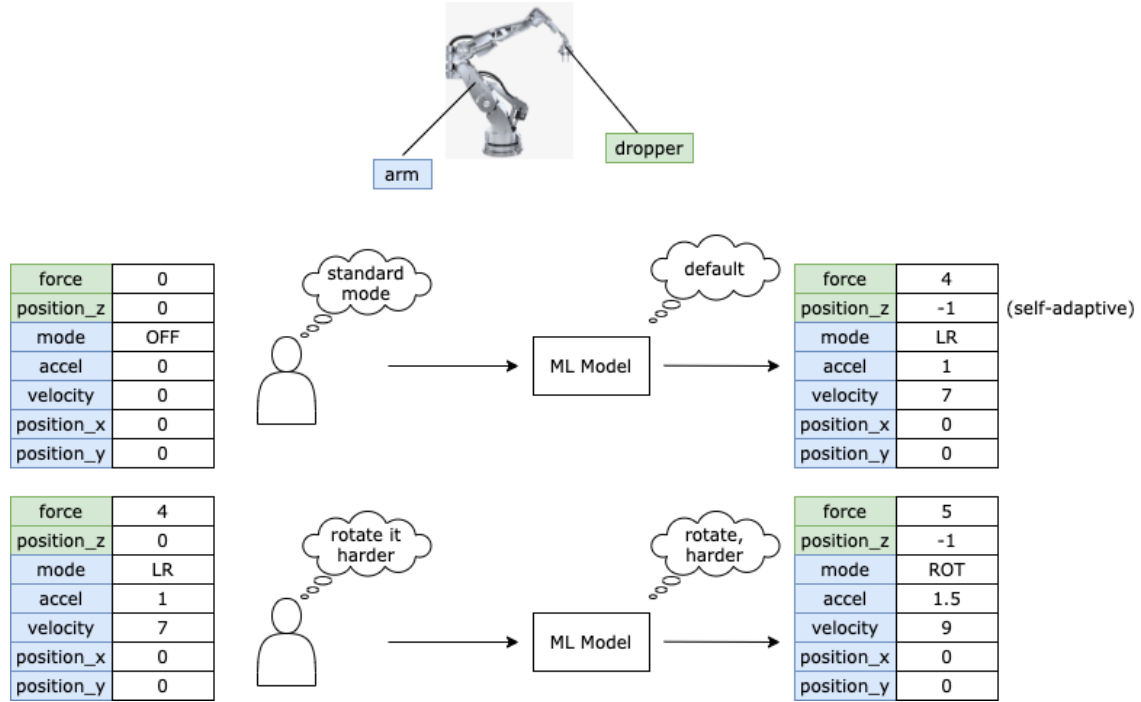 dropper
arm
force 0
position_z 0
mode OFF
accel 0
velocity 0
position_x 0
position_y 0
standard
mode
ML Model
default
force 4
position_z -1 (self-adaptive)
mode LR
accel 1
velocity 7
position_x 0
position_y 0
force 4
position_z 0
mode LR
accel 1
velocity 7
position_x 0
position_y 0
rotate it
harder
ML Model
rotate,
harder
force 5
position_z -1
mode ROT
accel 1.5
velocity 9
position_x 0
position_y 0